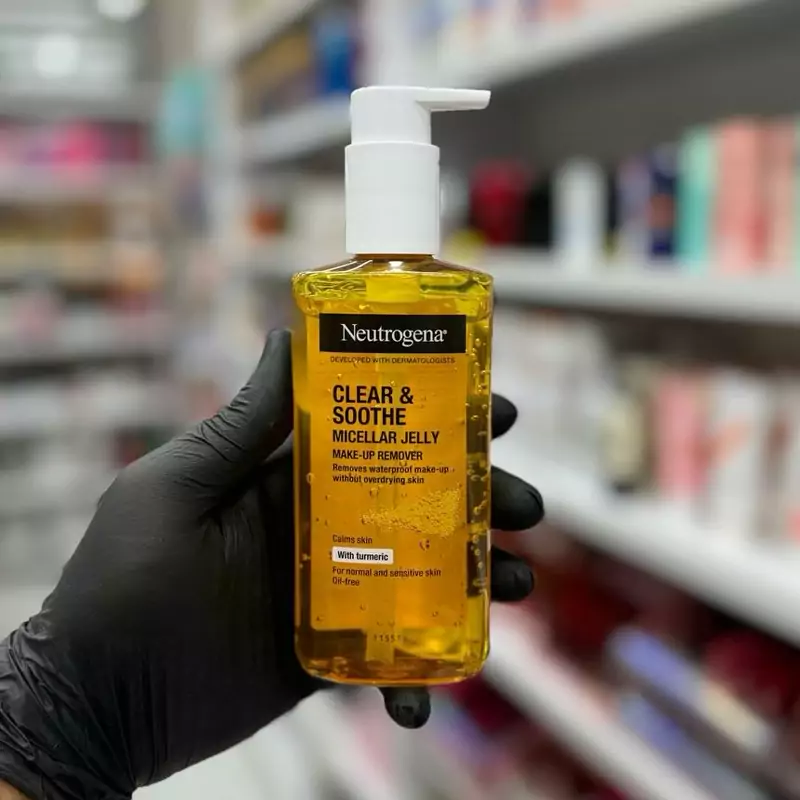 Neutrogena®
DEVELOPED WITH DERMATOLOGISTS
CLEAR &
SOOTHE
MICELLAR JELLY
MAKE-UP REMOVER
Removes waterproof make-up
without overdrying skin
Calms skin
With turmeric
For normal and sensitive skin
Oil-free